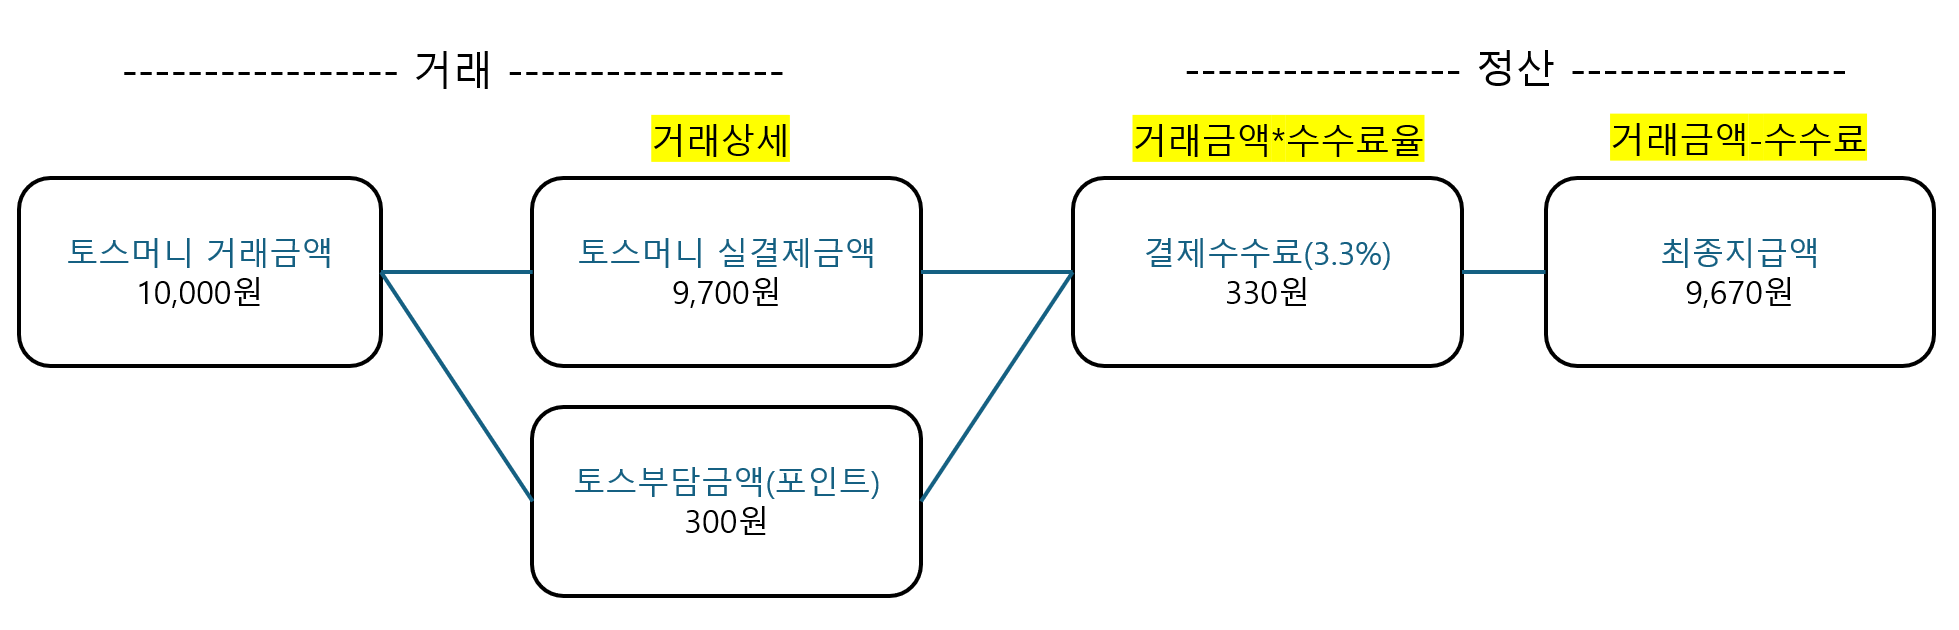 ----------------- 거래 -----------------
----------------- 정산 -----------------
거래상세
거래금액*수수료율
거래금액-수수료
토스머니 거래금액
10,000원
토스머니 실결제금액
9,700원
결제수수료(3.3%)
330원
최종지급액
9,670원
토스부담금액(포인트)
300원